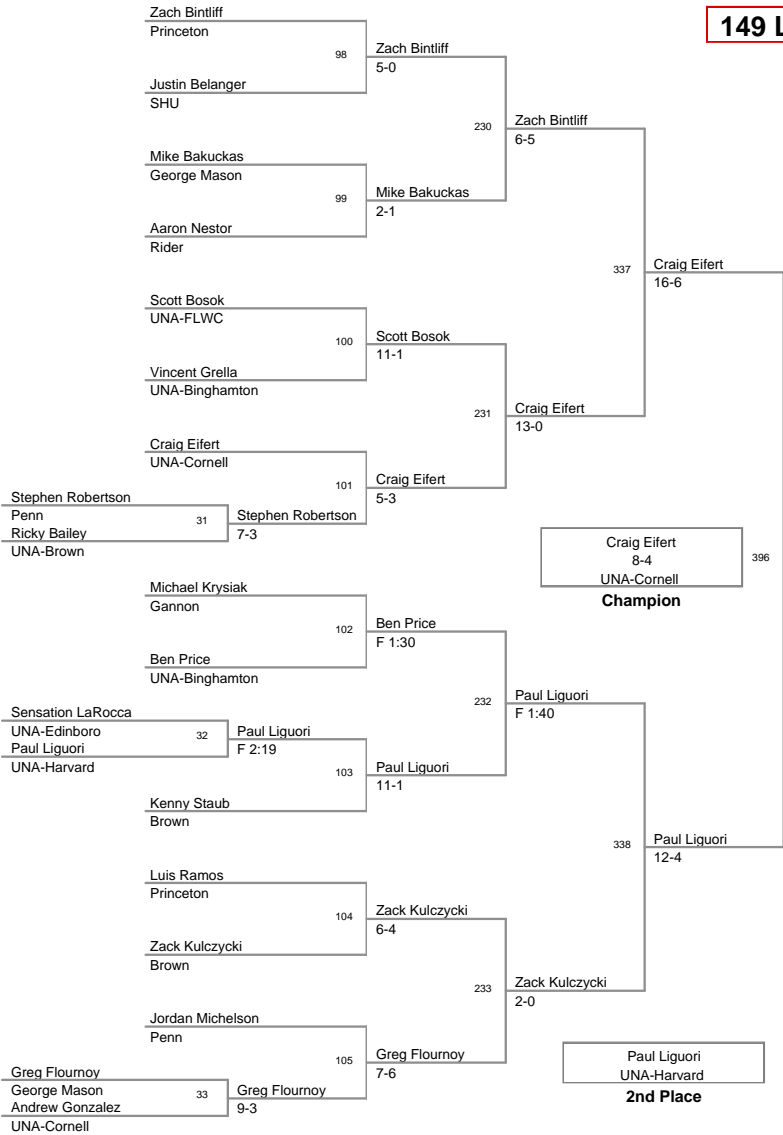 Zach Bintliff
Princeton
149 L
98
Zach Bintliff
5-0
Justin Belanger
SHU
230
Zach Bintliff
6-5
Mike Bakuckas
George Mason
99
Mike Bakuckas
2-1
Aaron Nestor
Rider
337
Craig Eifert
16-6
Scott Bosok
UNA-FLWC
100
Scott Bosok
11-1
Vincent Grella
UNA-Binghamton
231
Craig Eifert
13-0
Craig Eifert
UNA-Cornell
101
Craig Eifert
5-3
Stephen Robertson
Penn
31
Stephen Robertson
7-3
Ricky Bailey
UNA-Brown
Craig Eifert
8-4
UNA-Cornell
396
Champion
Michael Krysiak
Gannon
102
Ben Price
F 1:30
Ben Price
UNA-Binghamton
232
Paul Liguori
F 1:40
Sensation LaRocca
UNA-Edinboro
32
Paul Liguori
F 2:19
Paul Liguori
UNA-Harvard
103
Paul Liguori
11-1
Kenny Staub
Brown
338
Paul Liguori
12-4
Luis Ramos
Princeton
104
Zack Kulczycki
6-4
Zack Kulczycki
Brown
233
Zack Kulczycki
2-0
Jordan Michelson
Penn
105
Greg Flournoy
7-6
Greg Flournoy
George Mason
33
Greg Flournoy
9-3
Andrew Gonzalez
UNA-Cornell
Paul Liguori
UNA-Harvard
2nd Place